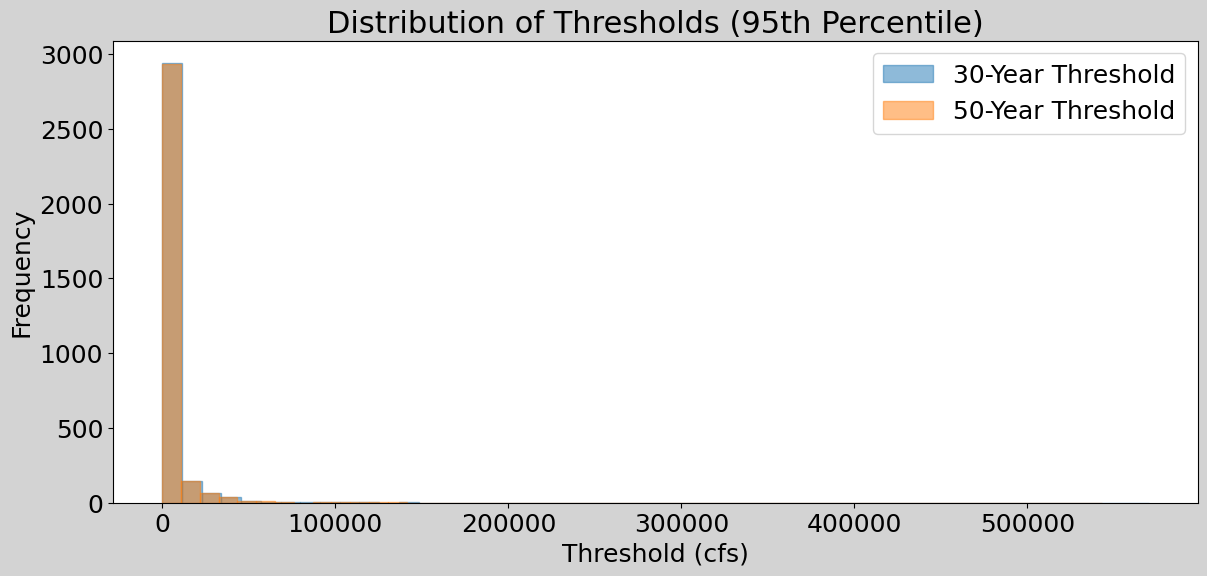 Distribution of Thresholds (95th Percentile)
30-Year Threshold
50-Year Threshold
Frequency
3000
2500
2000
1500
1000
500
0
0 100000 200000 300000 400000 500000
Threshold (cfs)